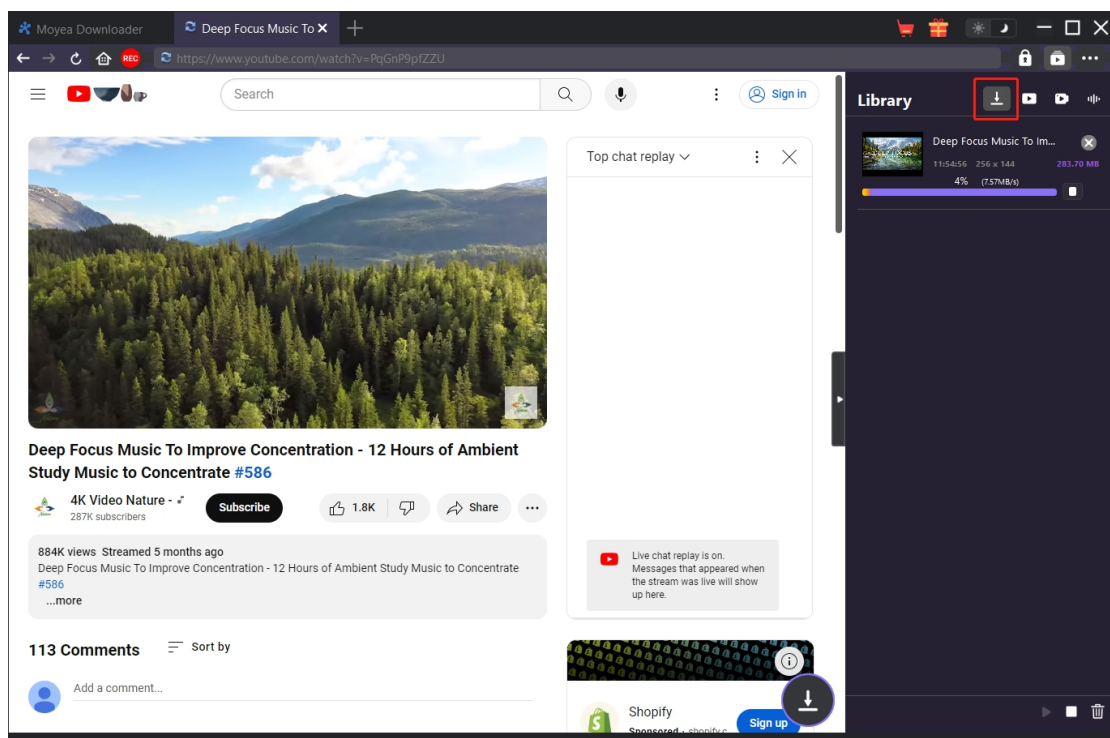 Moyea Downloader
Deep Focus Music To
REC
https://www.youtube.com/watch?v=PqGnP9pfZZU
Search
Sign in
Library
Top chat replay
Deep Focus Music To Im...
11:54:56 256 x 144 283.70 MB
4% (7.57MB/s)
Deep Focus Music To Improve Concentration - 12 Hours of Ambient
Study Music to Concentrate #586
4K Video Nature -
287K subscribers
Subscribe
1.8K
Share
884K views Streamed 5 months ago
Deep Focus Music To Improve Concentration - 12 Hours of Ambient Study Music to Concentrate
#586
...more
Live chat replay is on.
Messages that appeared when
the stream was live will show
up here.
113 Comments
Sort by
Add a comment...
Shopify
Sponsored · shopify.c
Sign up